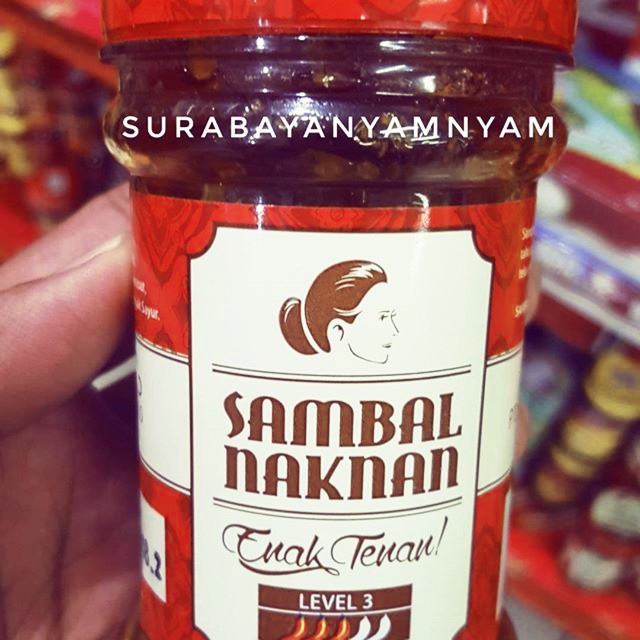 SURABAYANYAMNYAM
SAMBAL
NAKNAN
Enak Tenan!
LEVEL 3